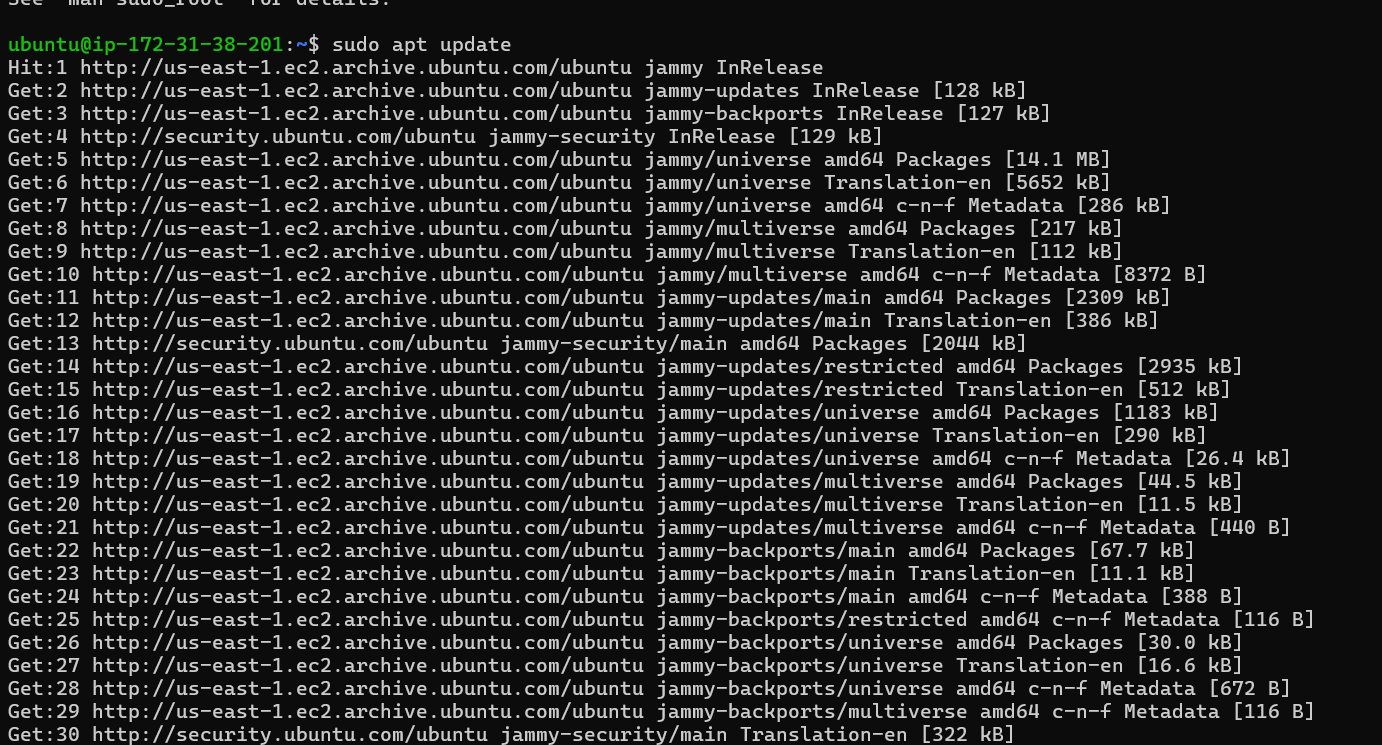 See "man sudo_root" for details.
ubuntu@ip-172-31-38-201:~$ sudo apt update
Hit:1 http://us-east-1.ec2.archive.ubuntu.com/ubuntu jammy InRelease
Get:2 http://us-east-1.ec2.archive.ubuntu.com/ubuntu jammy-updates InRelease [128 kB]
Get:3 http://us-east-1.ec2.archive.ubuntu.com/ubuntu jammy-backports InRelease [127 kB]
Get:4 http://security.ubuntu.com/ubuntu jammy-security InRelease [129 kB]
Get:5 http://us-east-1.ec2.archive.ubuntu.com/ubuntu jammy/universe amd64 Packages [14.1 MB]
Get:6 http://us-east-1.ec2.archive.ubuntu.com/ubuntu jammy/universe Translation-en [5652 kB]
Get:7 http://us-east-1.ec2.archive.ubuntu.com/ubuntu jammy/universe amd64 c-n-f Metadata [286 kB]
Get:8 http://us-east-1.ec2.archive.ubuntu.com/ubuntu jammy/multiverse amd64 Packages [217 kB]
Get:9 http://us-east-1.ec2.archive.ubuntu.com/ubuntu jammy/multiverse Translation-en [112 kB]
Get:10 http://us-east-1.ec2.archive.ubuntu.com/ubuntu jammy/multiverse amd64 c-n-f Metadata [8372 B]
Get:11 http://us-east-1.ec2.archive.ubuntu.com/ubuntu jammy-updates/main amd64 Packages [2309 kB]
Get:12 http://us-east-1.ec2.archive.ubuntu.com/ubuntu jammy-updates/main Translation-en [386 kB]
Get:13 http://security.ubuntu.com/ubuntu jammy-security/main amd64 Packages [2044 kB]
Get:14 http://us-east-1.ec2.archive.ubuntu.com/ubuntu jammy-updates/restricted amd64 Packages [2935 kB]
Get:15 http://us-east-1.ec2.archive.ubuntu.com/ubuntu jammy-updates/restricted Translation-en [512 kB]
Get:16 http://us-east-1.ec2.archive.ubuntu.com/ubuntu jammy-updates/universe amd64 Packages [1183 kB]
Get:17 http://us-east-1.ec2.archive.ubuntu.com/ubuntu jammy-updates/universe Translation-en [290 kB]
Get:18 http://us-east-1.ec2.archive.ubuntu.com/ubuntu jammy-updates/universe amd64 c-n-f Metadata [26.4 kB]
Get:19 http://us-east-1.ec2.archive.ubuntu.com/ubuntu jammy-updates/multiverse amd64 Packages [44.5 kB]
Get:20 http://us-east-1.ec2.archive.ubuntu.com/ubuntu jammy-updates/multiverse Translation-en [11.5 kB]
Get:21 http://us-east-1.ec2.archive.ubuntu.com/ubuntu jammy-updates/multiverse amd64 c-n-f Metadata [440 B]
Get:22 http://us-east-1.ec2.archive.ubuntu.com/ubuntu jammy-backports/main amd64 Packages [67.7 kB]
Get:23 http://us-east-1.ec2.archive.ubuntu.com/ubuntu jammy-backports/main Translation-en [11.1 kB]
Get:24 http://us-east-1.ec2.archive.ubuntu.com/ubuntu jammy-backports/main amd64 c-n-f Metadata [388 B]
Get:25 http://us-east-1.ec2.archive.ubuntu.com/ubuntu jammy-backports/restricted amd64 c-n-f Metadata [116 B]
Get:26 http://us-east-1.ec2.archive.ubuntu.com/ubuntu jammy-backports/universe amd64 Packages [30.0 kB]
Get:27 http://us-east-1.ec2.archive.ubuntu.com/ubuntu jammy-backports/universe Translation-en [16.6 kB]
Get:28 http://us-east-1.ec2.archive.ubuntu.com/ubuntu jammy-backports/universe amd64 c-n-f Metadata [672 B]
Get:29 http://us-east-1.ec2.archive.ubuntu.com/ubuntu jammy-backports/multiverse amd64 c-n-f Metadata [116 B]
Get:30 http://security.ubuntu.com/ubuntu jammy-security/main Translation-en [322 kB]